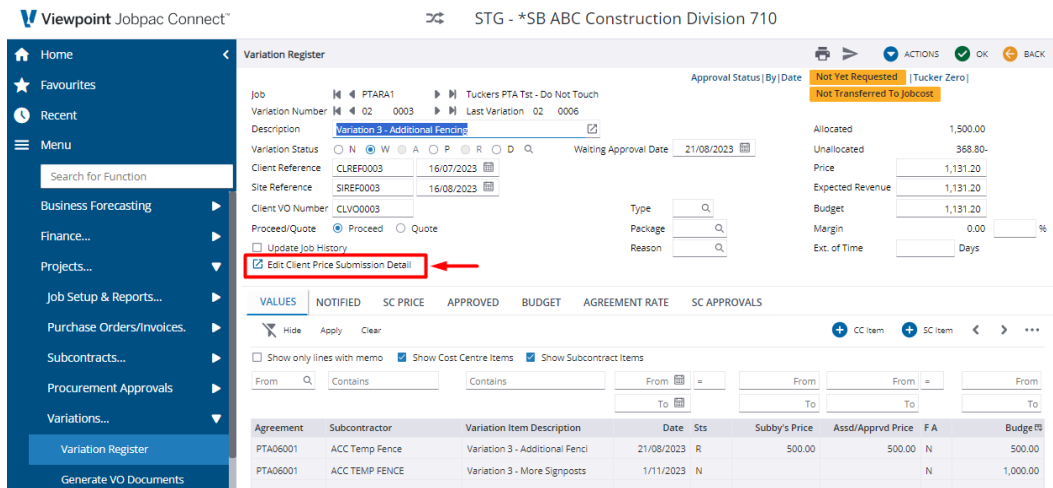 Viewpoint Jobpac Connect™
STG - *SB ABC Construction Division 710
Home
Favourites
Recent
Menu
Search for Function
Business Forecasting
Finance...
Projects...
Job Setup & Reports...
Purchase Orders/Invoices.
Subcontracts...
Procurement Approvals
Variations...
Variation Register
Generate VO Documents
Variation Register ACTIONS OK BACK
Approval Status|By|Date Not Yet Requested |Tucker Zero|
Not Transferred To Jobcost
Job PTARA1 Tuckers PTA Tst - Do Not Touch
Variation Number 02 0003 Last Variation 02 0006
Description Variation 3 - Additional Fencing Allocated 1,500.00
Variation Status N W A P R D Waiting Approval Date 21/08/2023 Unallocated 368.80-
Client Reference CLREF0003 16/07/2023 Price 1,131.20
Site Reference SIREF0003 16/08/2023 Expected Revenue 1,131.20
Client VO Number CLVO0003 Type Budget 1,131.20
Proceed/Quote Proceed Quote Package Margin 0.00 %
Update Job History Reason Ext. of Time Days
Edit Client Price Submission Detail
VALUES NOTIFIED SC PRICE APPROVED BUDGET AGREEMENT RATE SC APPROVALS
Hide Apply Clear CC Item SC Item
Show only lines with memo Show Cost Centre Items Show Subcontract Items
From Contains Contains From = From From = From
To To To To
Agreement Subcontractor Variation Item Description Date Sts Subby's Price Assd/Apprvd Price F A Budge
PTA06001 ACC Temp Fence Variation 3 - Additional Fenci 21/08/2023 R 500.00 500.00 N 500.00
PTA06001 ACC TEMP FENCE Variation 3 - More Signposts 1/11/2023 N N 1,000.00